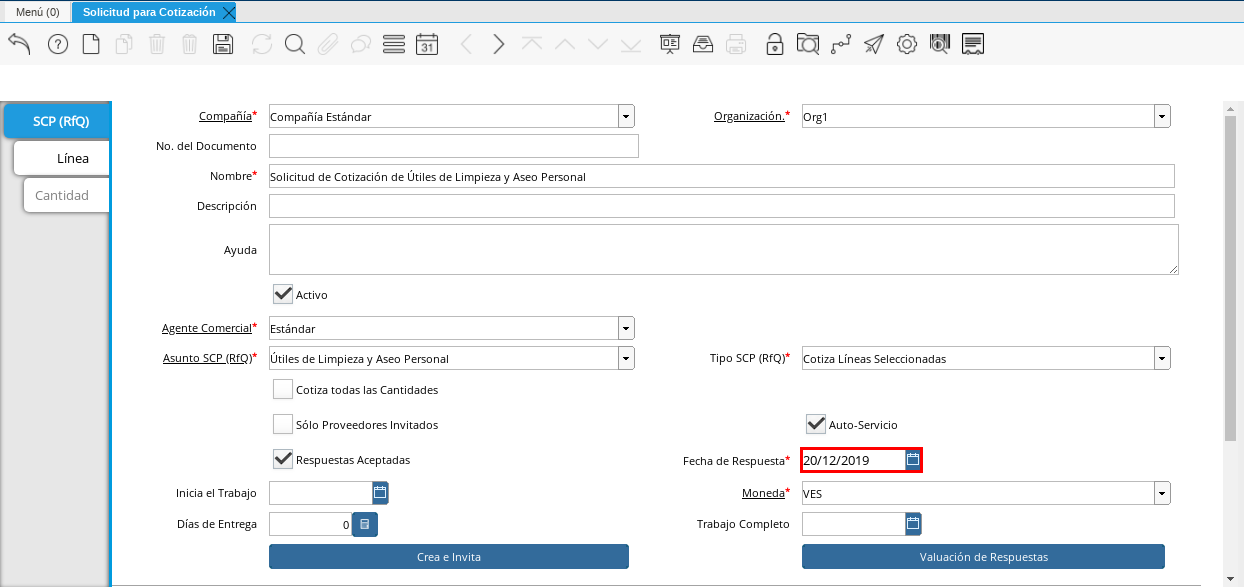 Menú (0)
Solicitud para Cotización
31
SCP (RfQ)
Línea
Cantidad
Compañía* Compañía Estándar Organización.* Org1
No. del Documento
Nombre* Solicitud de Cotización de Útiles de Limpieza y Aseo Personal
Descripción
Ayuda
Activo
Agente Comercial* Estándar
Asunto SCP (RfQ)* Útiles de Limpieza y Aseo Personal Tipo SCP (RfQ)* Cotiza Líneas Seleccionadas
Cotiza todas las Cantidades
Sólo Proveedores Invitados Auto-Servicio
Respuestas Aceptadas Fecha de Respuesta* 20/12/2019
Inicia el Trabajo Moneda* VES
Días de Entrega 0 Trabajo Completo
Crea e Invita Valuación de Respuestas